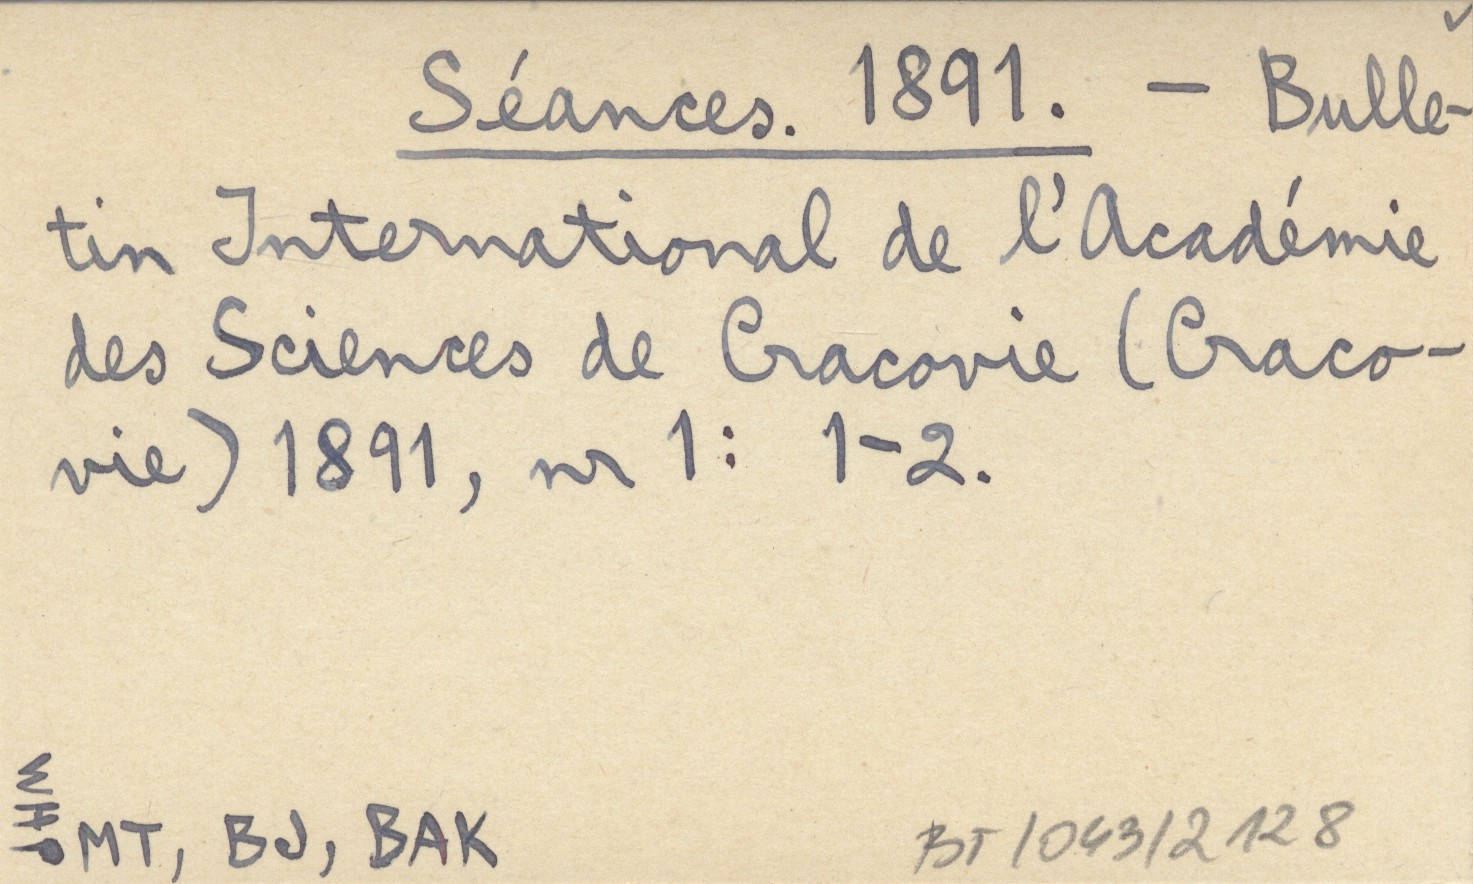 Séances. 1891. – Bulle-
tin International de l'Académie
des Sciences de Cracovie (Craco-
vie) 1891, nr 1: 1-2.
MT, BJ, BAK
BT/043/2128